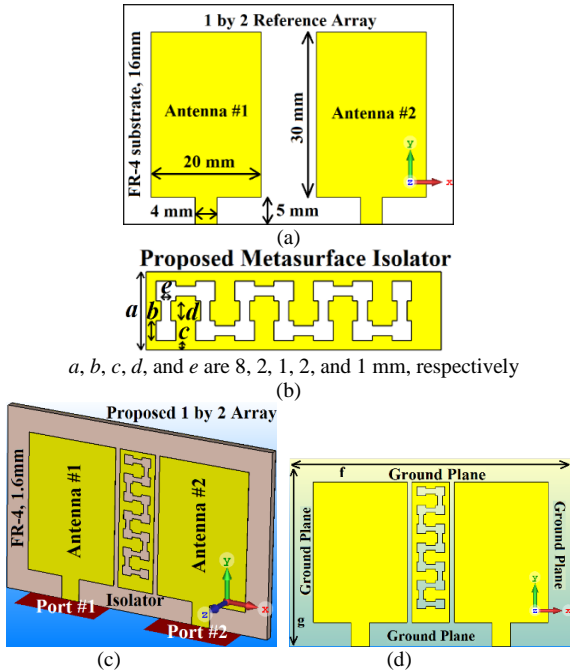 1 by 2 Reference Array
FR-4 substrate, 16mm
Antenna #1
Antenna #2
30 mm
20 mm
4 mm
5 mm
y
z
x
(a)
Proposed Metasurface Isolator
a
b
e
d
c
a, b, c, d, and e are 8, 2, 1, 2, and 1 mm, respectively
(b)
Proposed 1 by 2 Array
FR-4, 1.6mm
Antenna #1
Antenna #2
Isolator
Port #1
Port #2
y
z
x
(c)
f
Ground Plane
Ground Plane
Ground Plane
g
Ground Plane
y
z
x
(d)